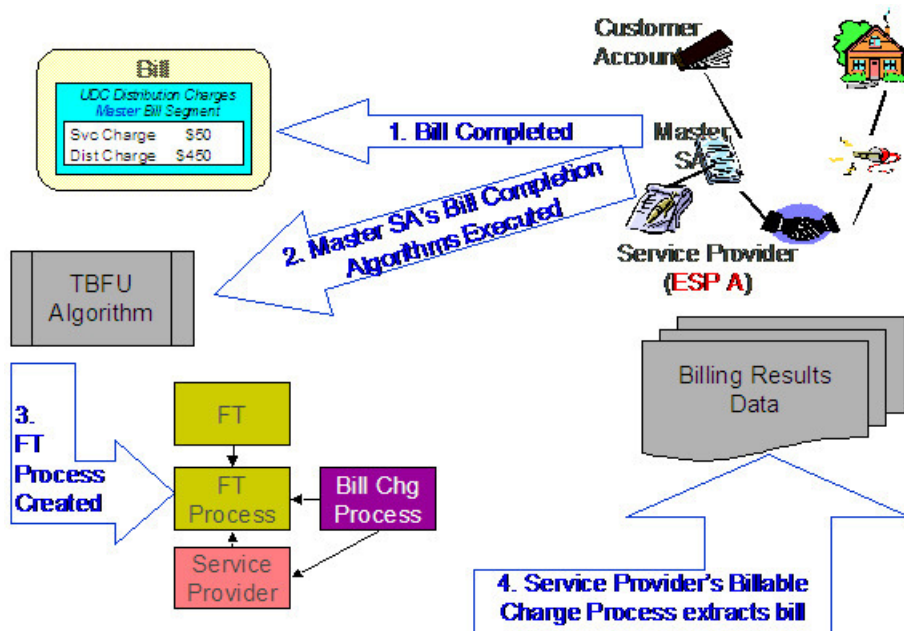 Bill
UDC Distribution Charges
Master Bill Segment
Svc Charge $50
Dist Charge $450
1. Bill Completed
Customer
Account
Master
SA
2. Master SA's Bill Completion
Algorithms Executed
Service Provider
(ESP A)
TBFU
Algorithm
Billing Results
Data
3.
FT
Process
Created
FT
FT
Process
Bill Chg
Process
Service
Provider
4. Service Provider's Billable
Charge Process extracts bill